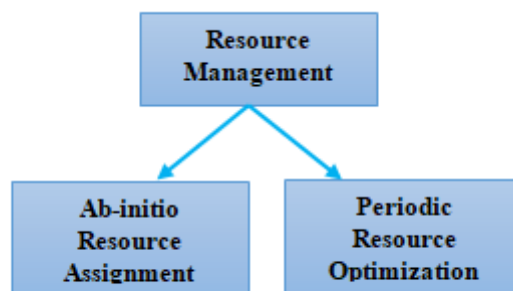 Resource
Management
Ab-initio
Resource
Assignment
Periodic
Resource
Optimization